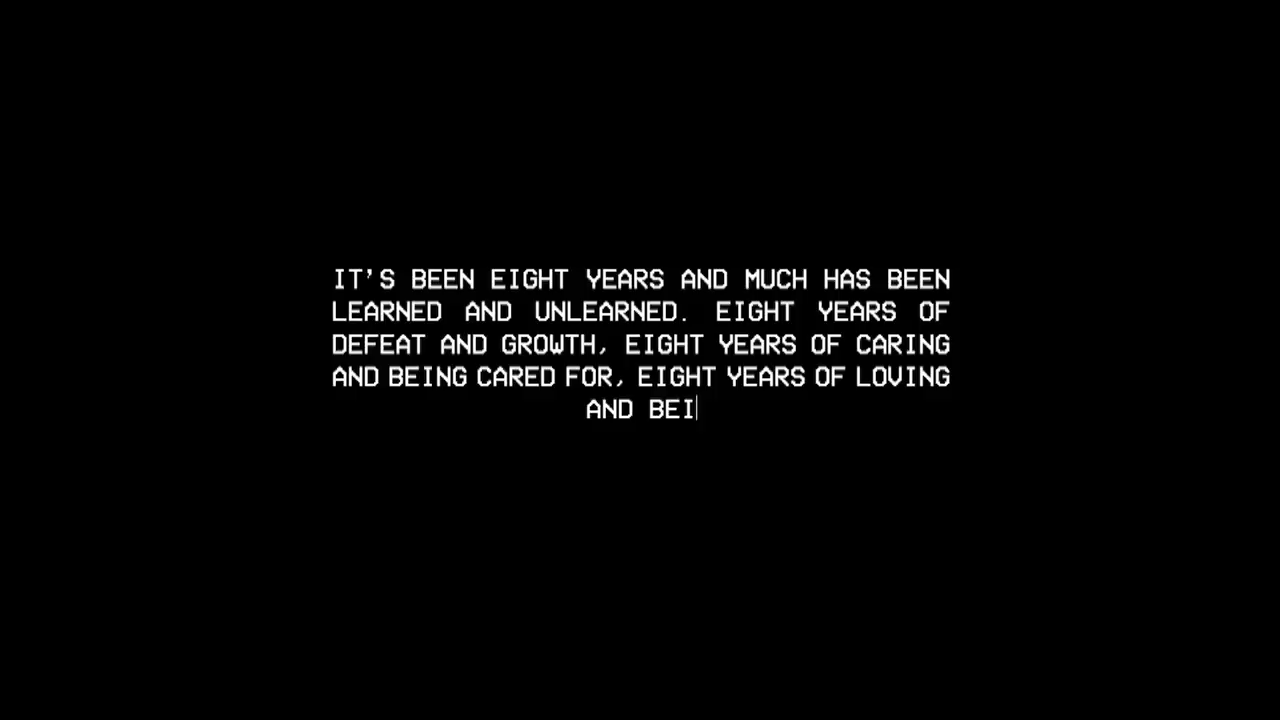 IT'S BEEN EIGHT YEARS AND MUCH HAS BEEN
LEARNED AND UNLEARNED. EIGHT YEARS OF
DEFEAT AND GROWTH, EIGHT YEARS OF CARING
AND BEING CARED FOR, EIGHT YEARS OF LOVING
AND BEI